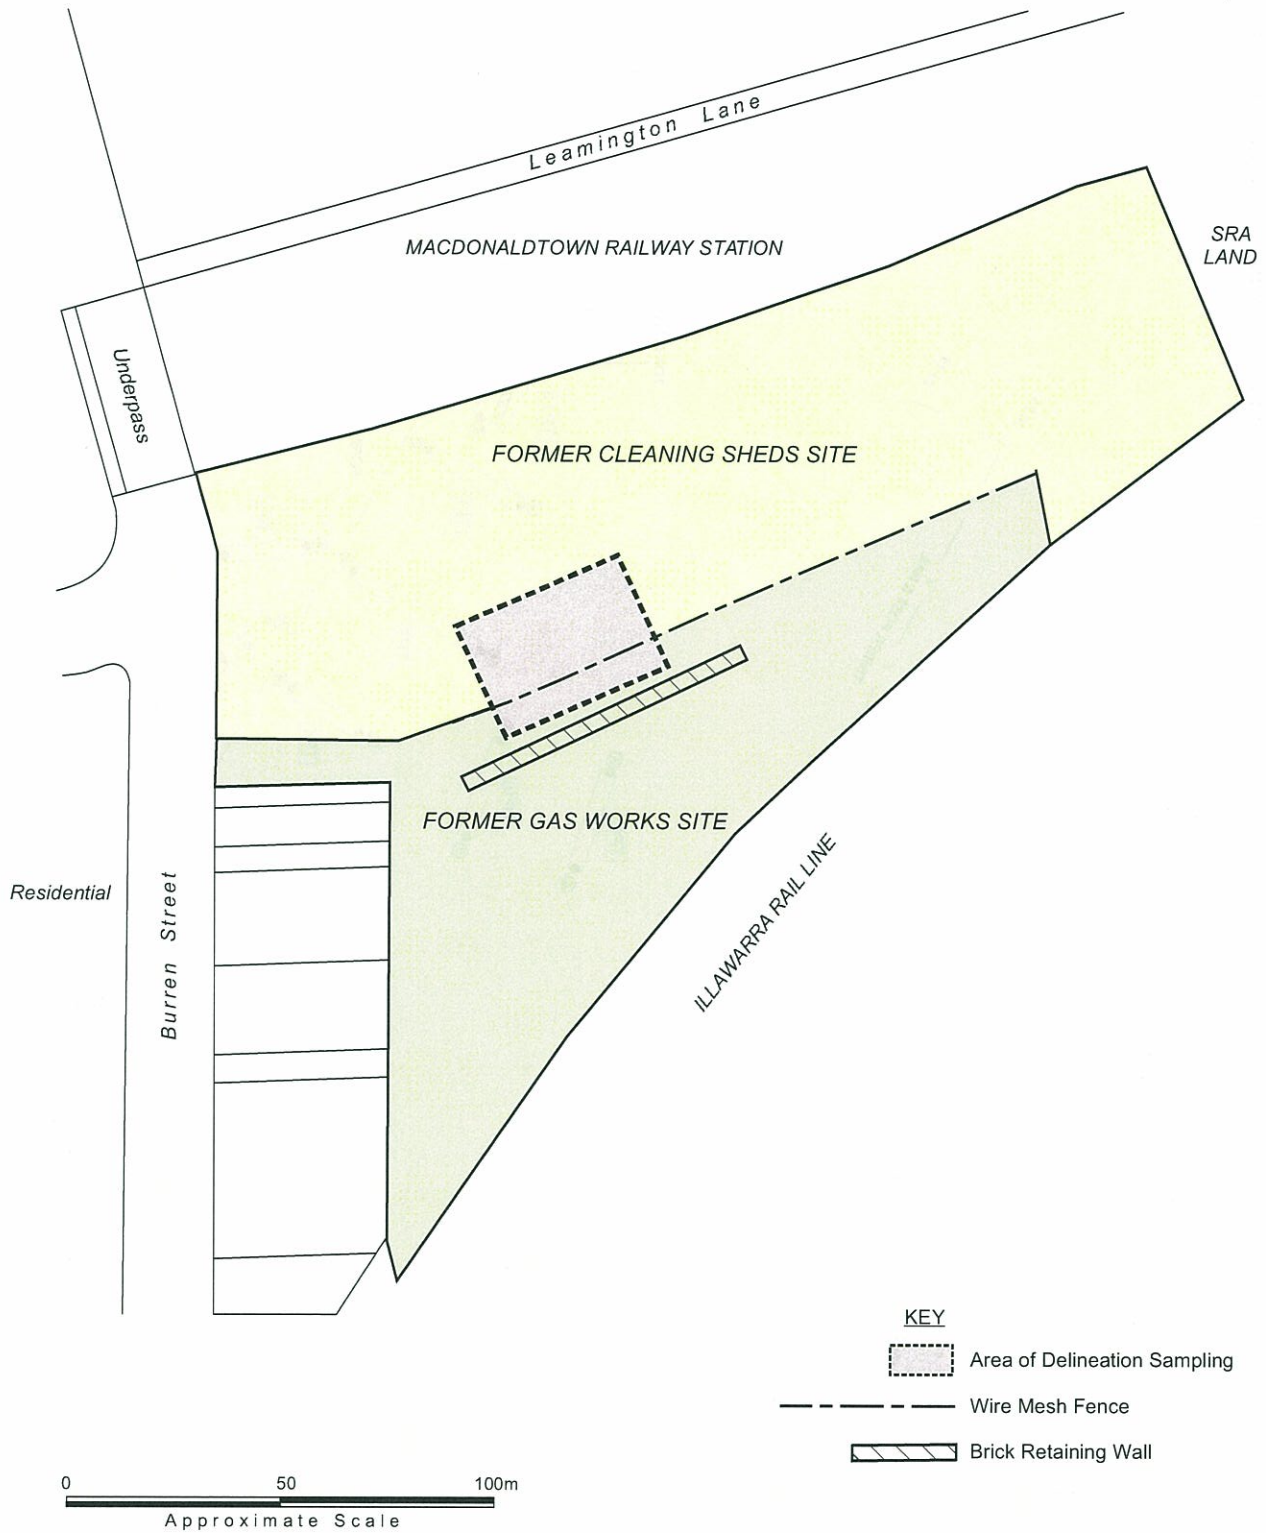 Leamington Lane
MACDONALDTOWN RAILWAY STATION
SRA
LAND
Underpass
FORMER CLEANING SHEDS SITE
FORMER GAS WORKS SITE
Residential
Burren Street
ILLAWARRA RAIL LINE
KEY
Area of Delineation Sampling
Wire Mesh Fence
Brick Retaining Wall
0 50 100m
Approximate Scale